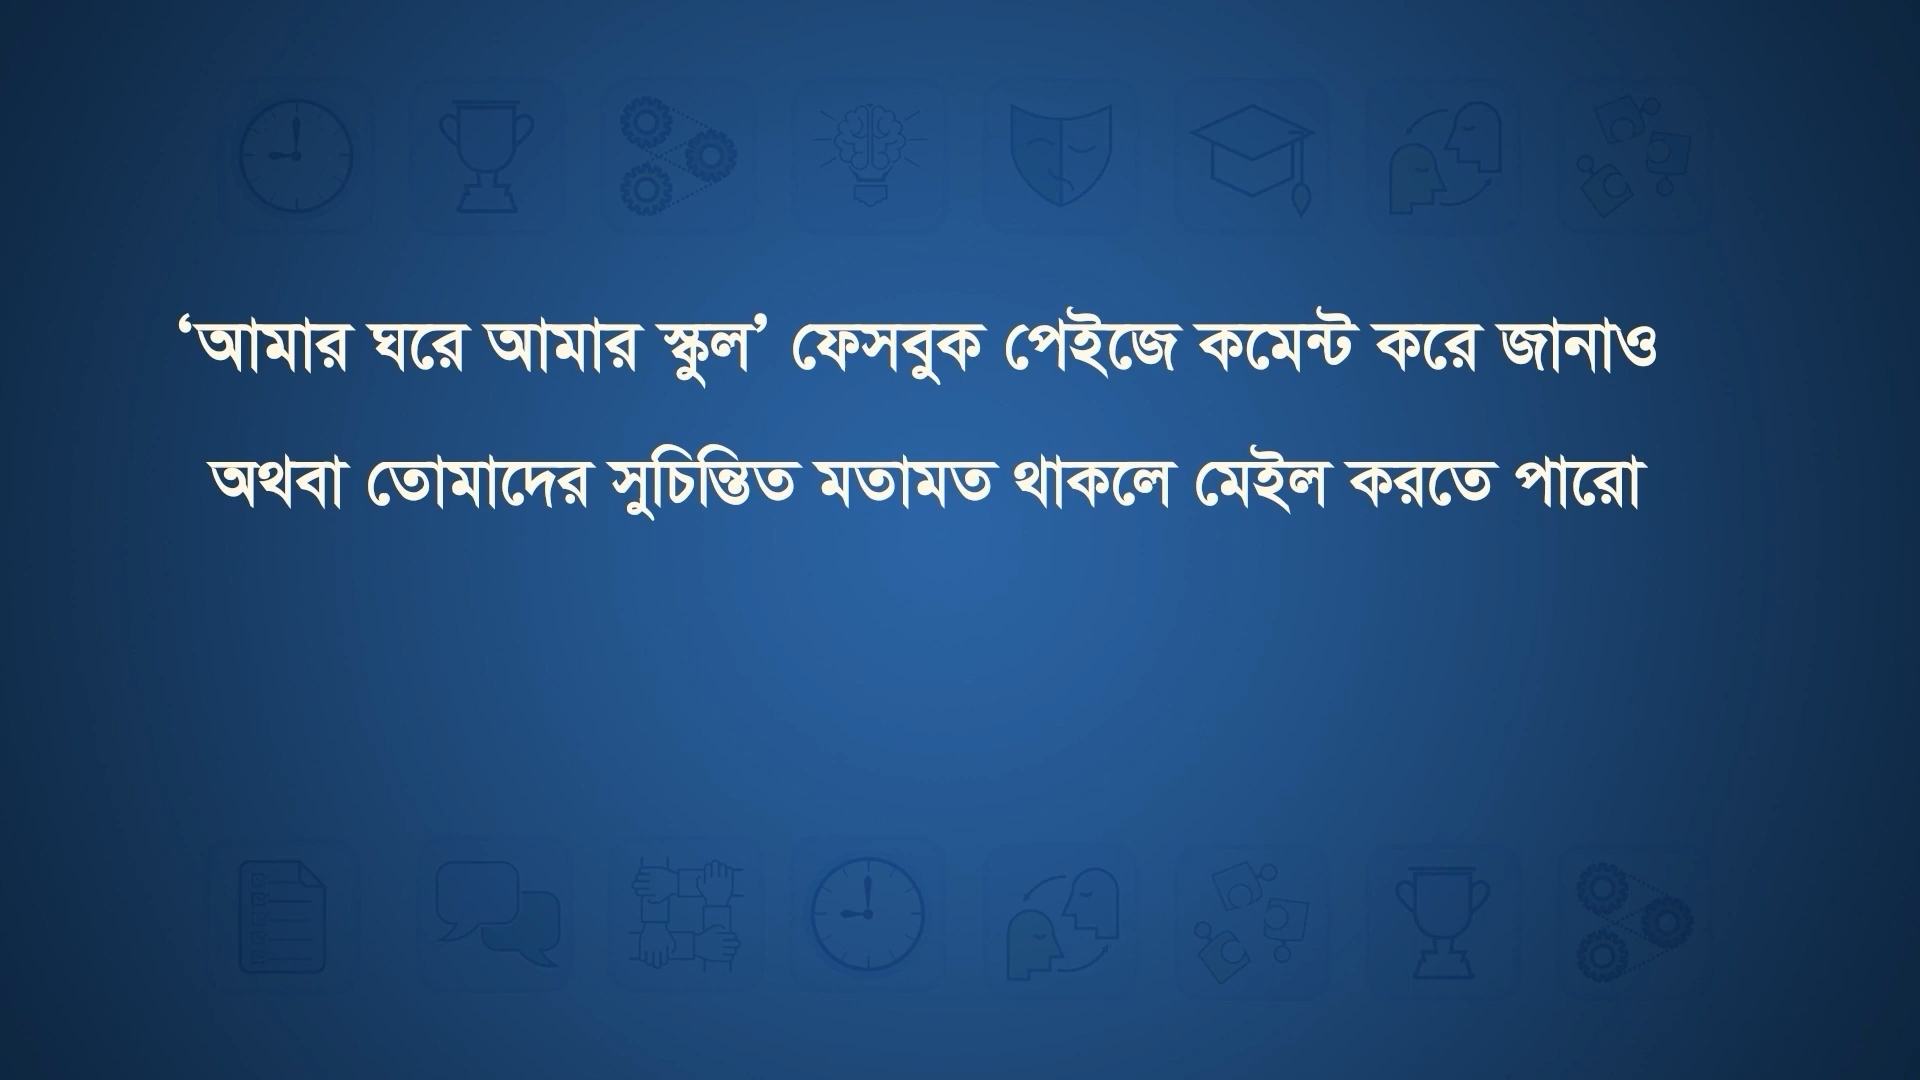 ‘আমার ঘরে আমার স্কুল’ ফেসবুক পেইজে কমেন্ট করে জানাও
অথবা তোমাদের সুচিন্তিত মতামত থাকলে মেইল করতে পারো